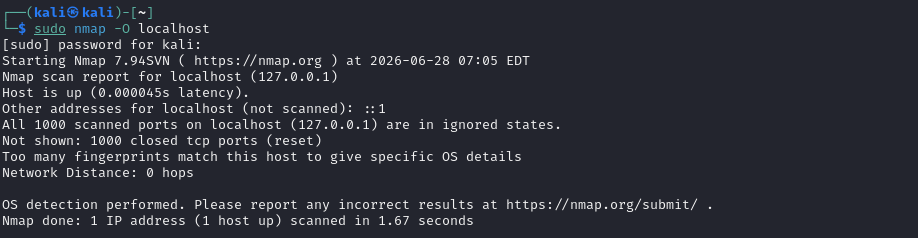 ┌──(kali㉿kali)-[~]
└─$ sudo nmap -O localhost
[sudo] password for kali:
Starting Nmap 7.94SVN ( https://nmap.org ) at 2026-06-28 07:05 EDT
Nmap scan report for localhost (127.0.0.1)
Host is up (0.000045s latency).
Other addresses for localhost (not scanned): ::1
All 1000 scanned ports on localhost (127.0.0.1) are in ignored states.
Not shown: 1000 closed tcp ports (reset)
Too many fingerprints match this host to give specific OS details
Network Distance: 0 hops

OS detection performed. Please report any incorrect results at https://nmap.org/submit/ .
Nmap done: 1 IP address (1 host up) scanned in 1.67 seconds